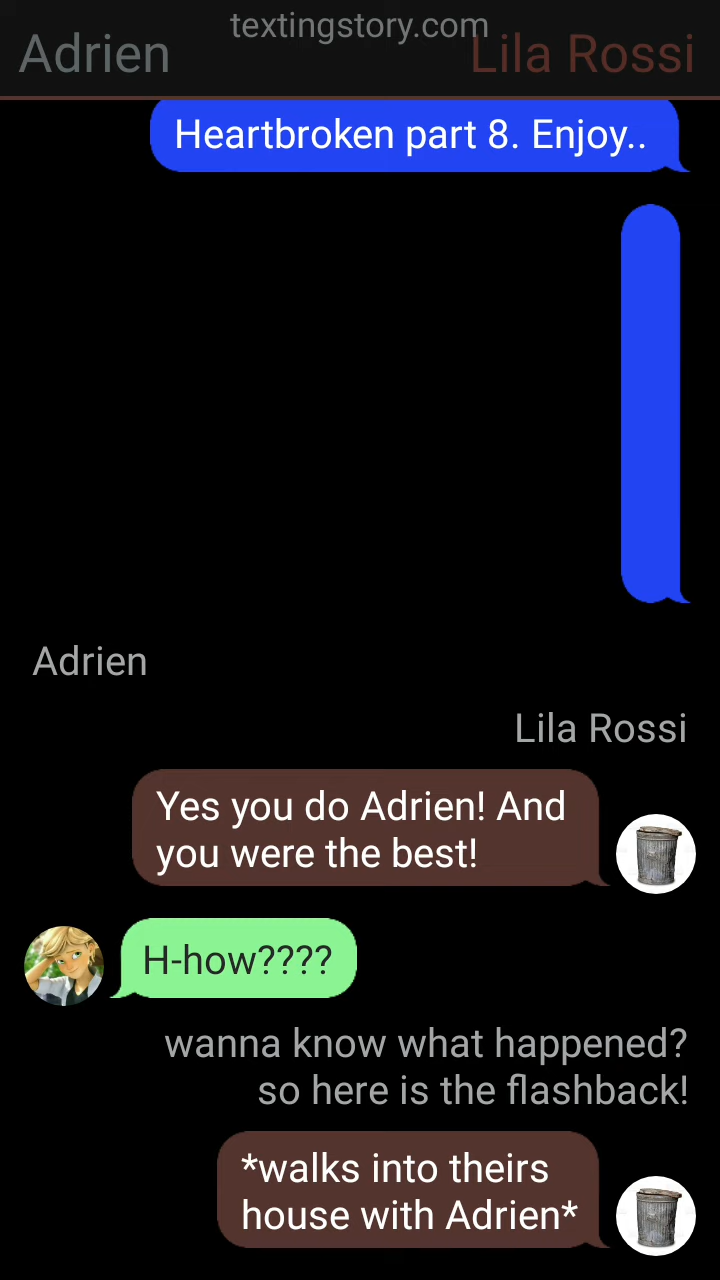 textingstory.com
Adrien
Lila Rossi
Heartbroken part 8. Enjoy..
Adrien
Lila Rossi
Yes you do Adrien! And
you were the best!
H-how????
wanna know what happened?
so here is the flashback!
*walks into theirs
house with Adrien*